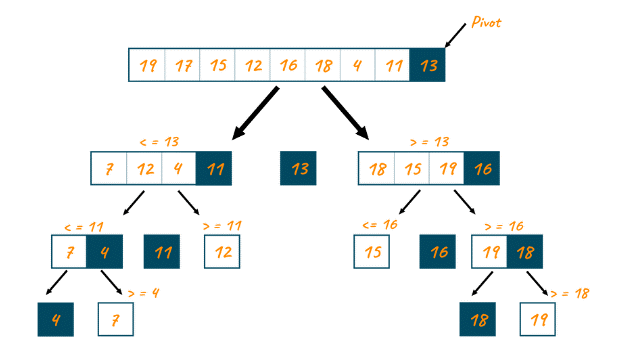 Pivot
19 17 15 12 16 18 4 11 13
< = 13
> = 13
7 12 4 11
13
18 15 19 16
< = 11
> = 11
<= 16
> = 16
7 4
11
12
15
16
19 18
> = 4
> = 18
4
7
18
19